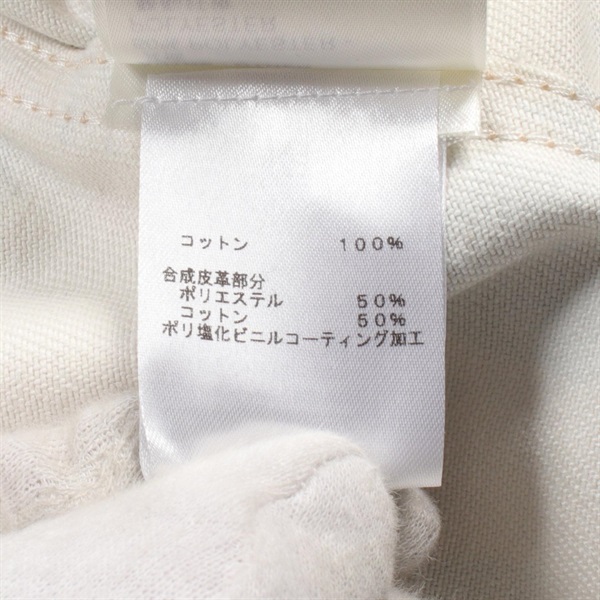 POLYESTER
POLYESTER
コットン 100%
合成皮革部分
ポリエステル 50%
コットン 50%
ポリ塩化ビニルコーティング加工